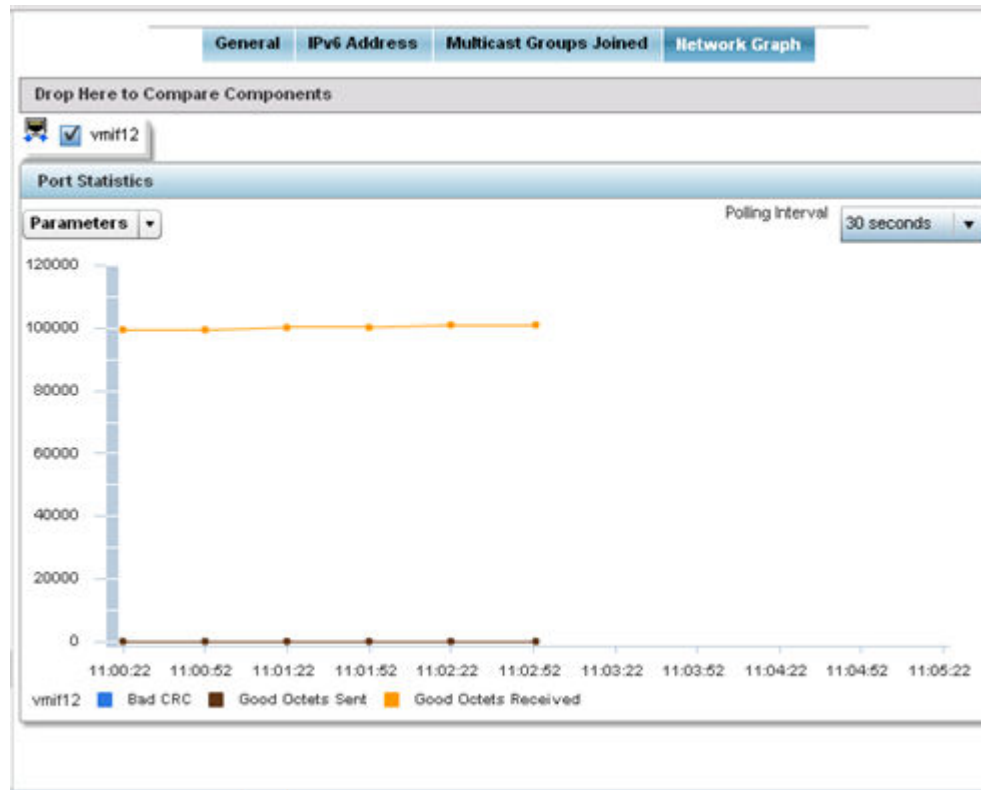 General IPv6 Address Multicast Groups Joined Network Graph
Drop Here to Compare Components
vmif12
Port Statistics
Parameters Polling Interval 30 seconds
120000
100000
80000
60000
40000
20000
0
11:00:22 11:00:52 11:01:22 11:01:52 11:02:22 11:02:52 11:03:22 11:03:52 11:04:22 11:04:52 11:05:22
vmif12 Bad CRC Good Octets Sent Good Octets Received